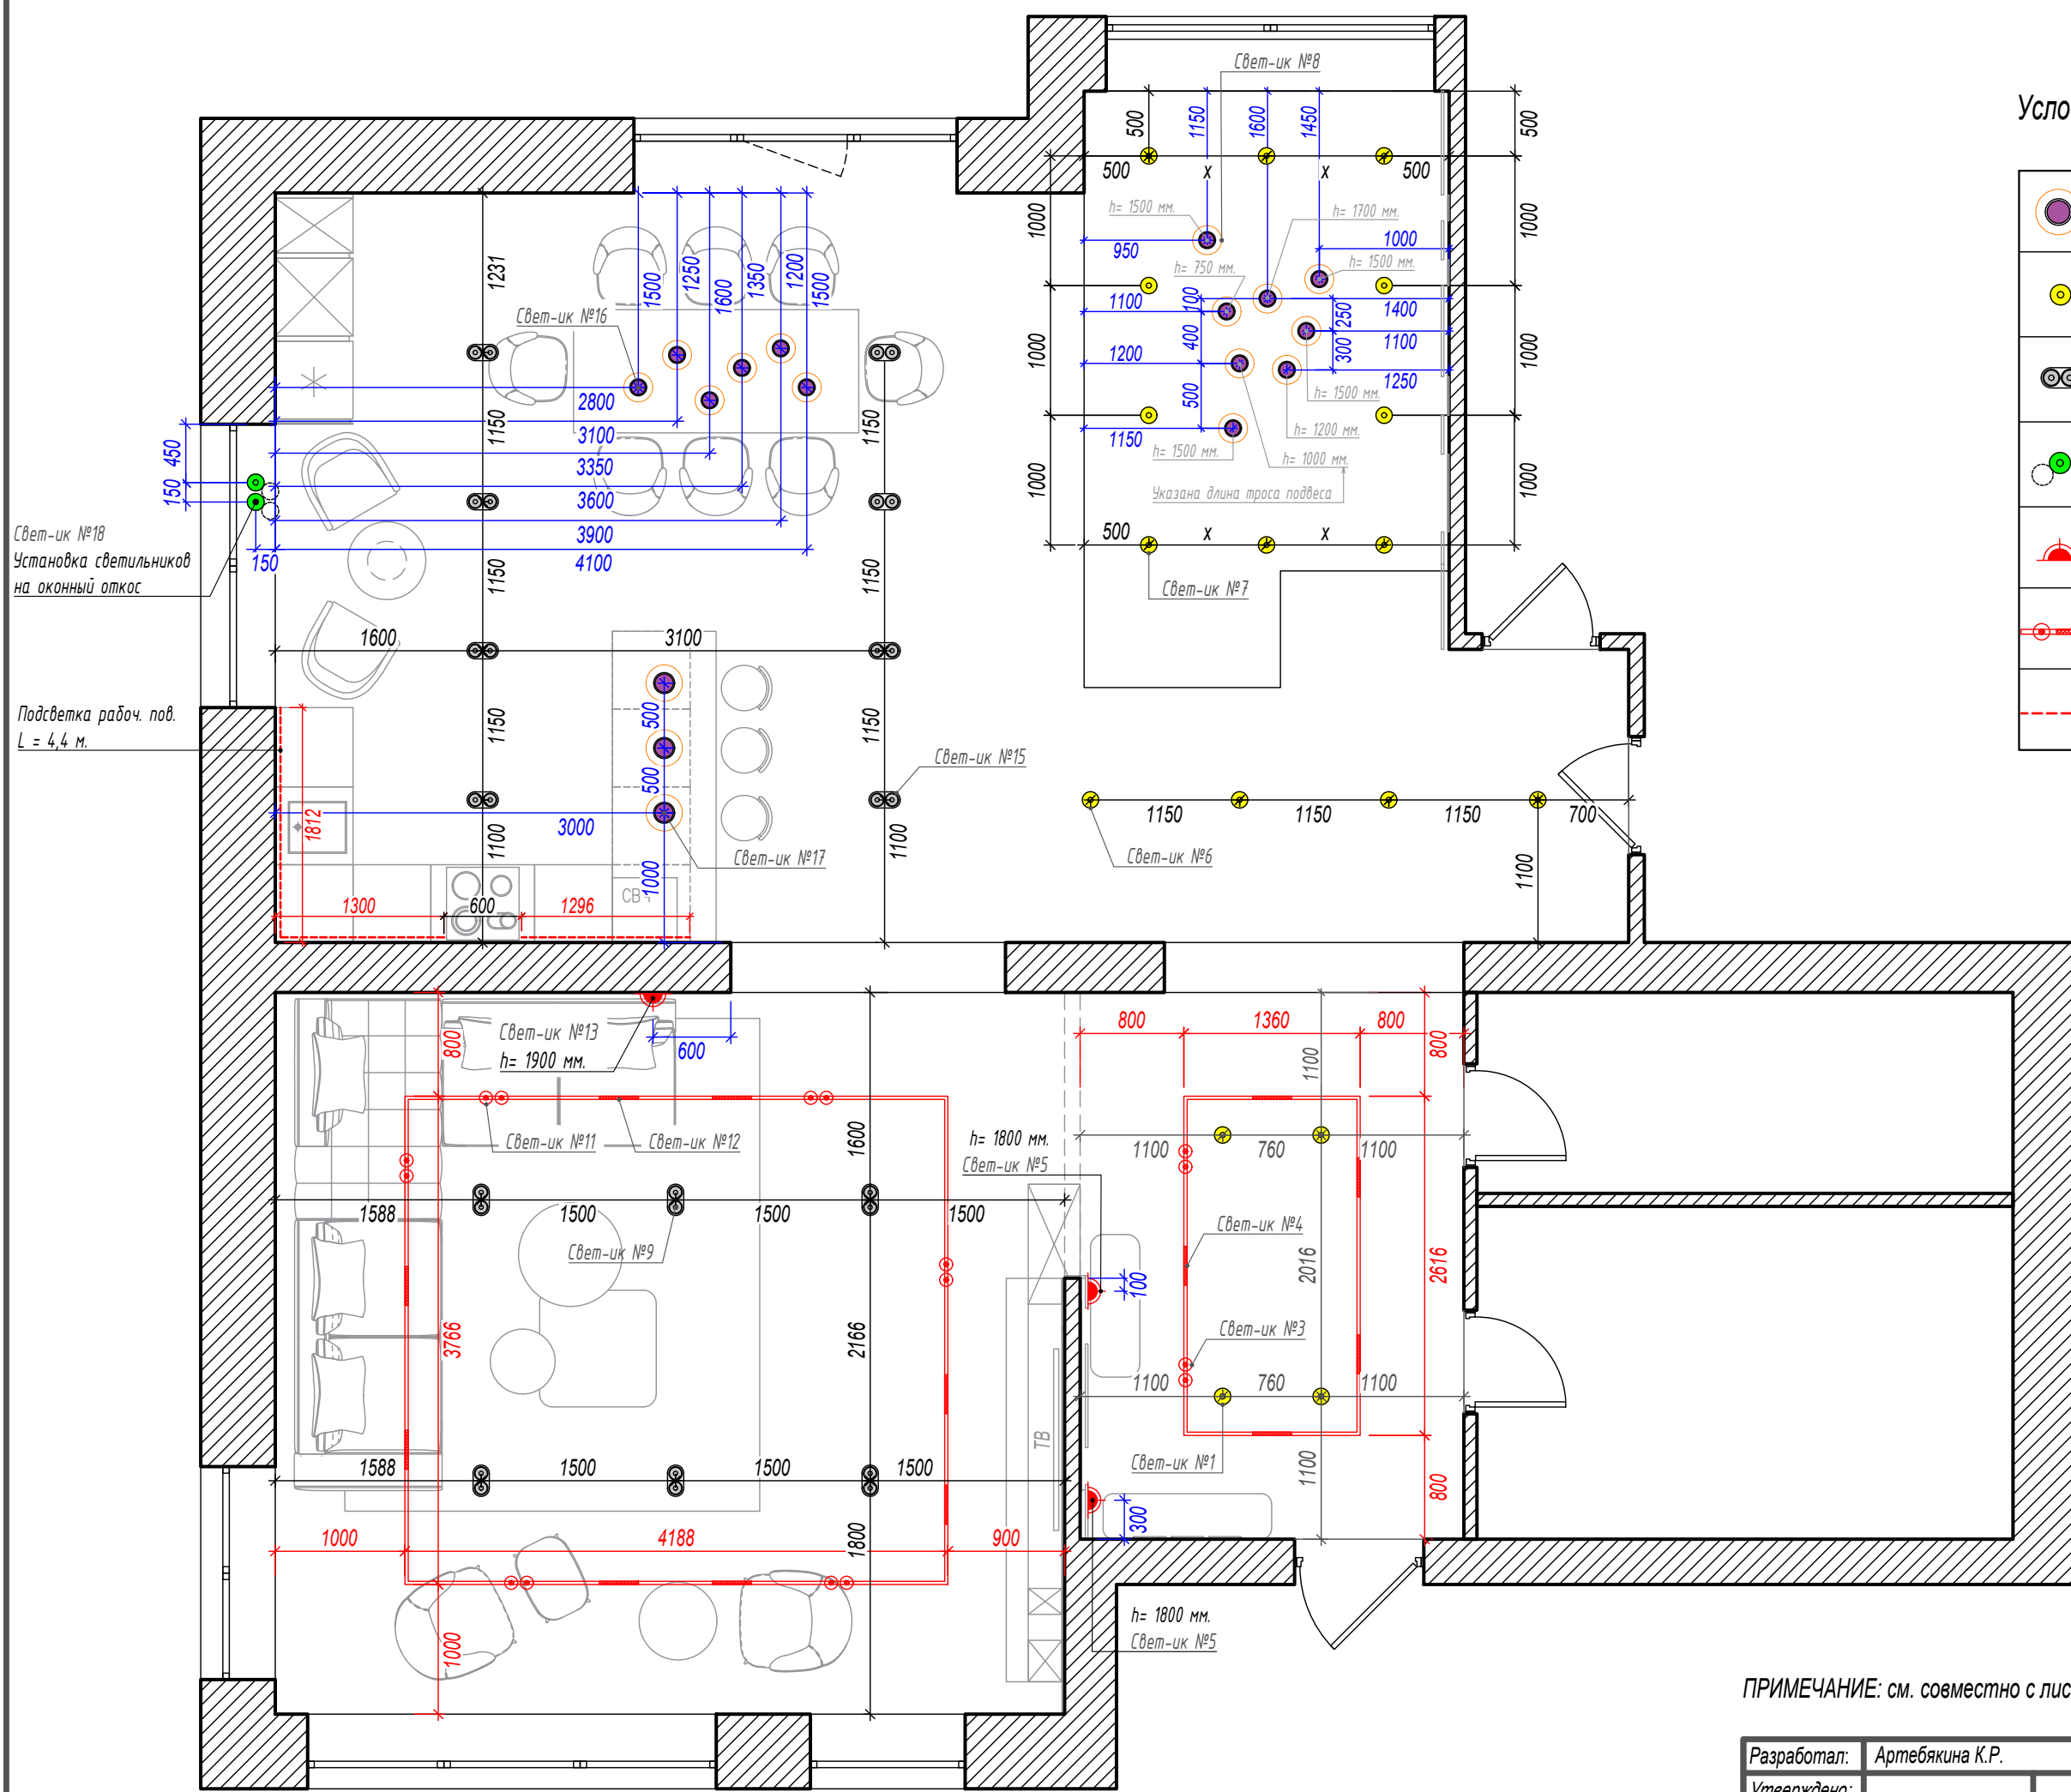 Свет-ик №8
Усло
500
1150
1600
1450
500
500
х
х
500
h= 1500 мм.
h= 1700 мм.
1000
1000
950
1000
h= 750 мм.
h= 1500 мм.
1231
1500
1250
1600
1350
1200
1500
1100
100
1400
250
Свет-ик №16
1000
1200
400
300
1100
1000
1250
2800
h= 1500 мм.
1150
1150
3100
500
1150
h= 1200 мм.
450
3350
h= 1500 мм.
h= 1000 мм.
150
3600
1000
Указана длина троса подвеса
1000
Свет-ик №18
3900
500
х
х
Установка светильников
150
4100
1150
1150
на оконный откос
Свет-ик №7
1600
3100
Подсветка рабоч. пов.
L = 4,4 м.
500
1150
1150
Свет-ик №15
500
1812
3000
1150
1150
1150
700
1100
1100
Свет-ик №17
Свет-ик №6
1000
1100
СВЧ
1300
600
1296
Свет-ик №13
h= 1900 мм.
800
600
800
1360
800
1100
800
Свет-ик №11
Свет-ик №12
1600
h= 1800 мм.
Свет-ик №5
1100
760
1100
1588
1500
1500
1500
Свет-ик №4
Свет-ик №9
2016
2616
100
3766
2166
Свет-ик №3
1100
760
1100
ТВ
1588
1500
1500
1500
Свет-ик №1
1100
800
300
1000
4188
900
1800
1000
h= 1800 мм.
Свет-ик №5
ПРИМЕЧАНИЕ: см. совместно с лис
Разработал:
Артебякина К.Р.
Утверждено: